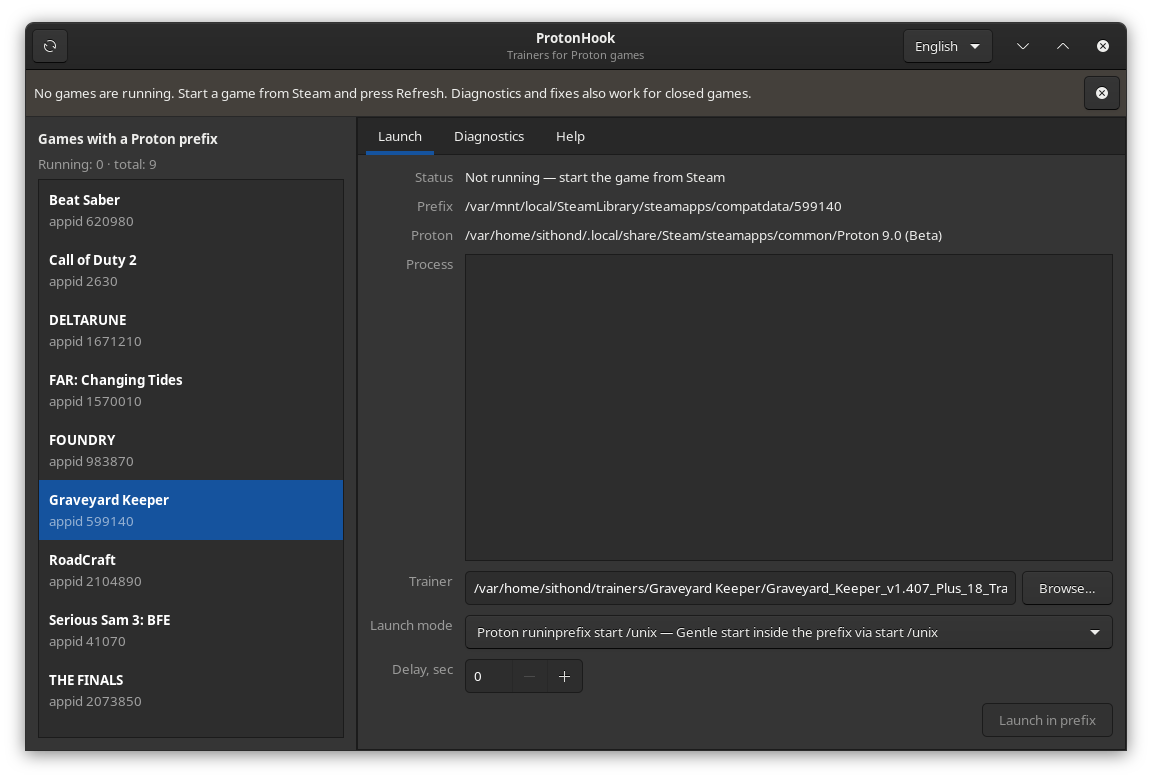 ProtonHook
Trainers for Proton games
English
No games are running. Start a game from Steam and press Refresh. Diagnostics and fixes also work for closed games.
Games with a Proton prefix
Running: 0 · total: 9
Beat Saber
appid 620980
Call of Duty 2
appid 2630
DELTARUNE
appid 1671210
FAR: Changing Tides
appid 1570010
FOUNDRY
appid 983870
Graveyard Keeper
appid 599140
RoadCraft
appid 2104890
Serious Sam 3: BFE
appid 41070
THE FINALS
appid 2073850
Launch Diagnostics Help
Status Not running — start the game from Steam
Prefix /var/mnt/local/SteamLibrary/steamapps/compatdata/599140
Proton /var/home/sithond/.local/share/Steam/steamapps/common/Proton 9.0 (Beta)
Process
Trainer /var/home/sithond/trainers/Graveyard Keeper/Graveyard_Keeper_v1.407_Plus_18_Tra Browse...
Launch mode Proton runinprefix start /unix — Gentle start inside the prefix via start /unix
Delay, sec 0 − +
Launch in prefix